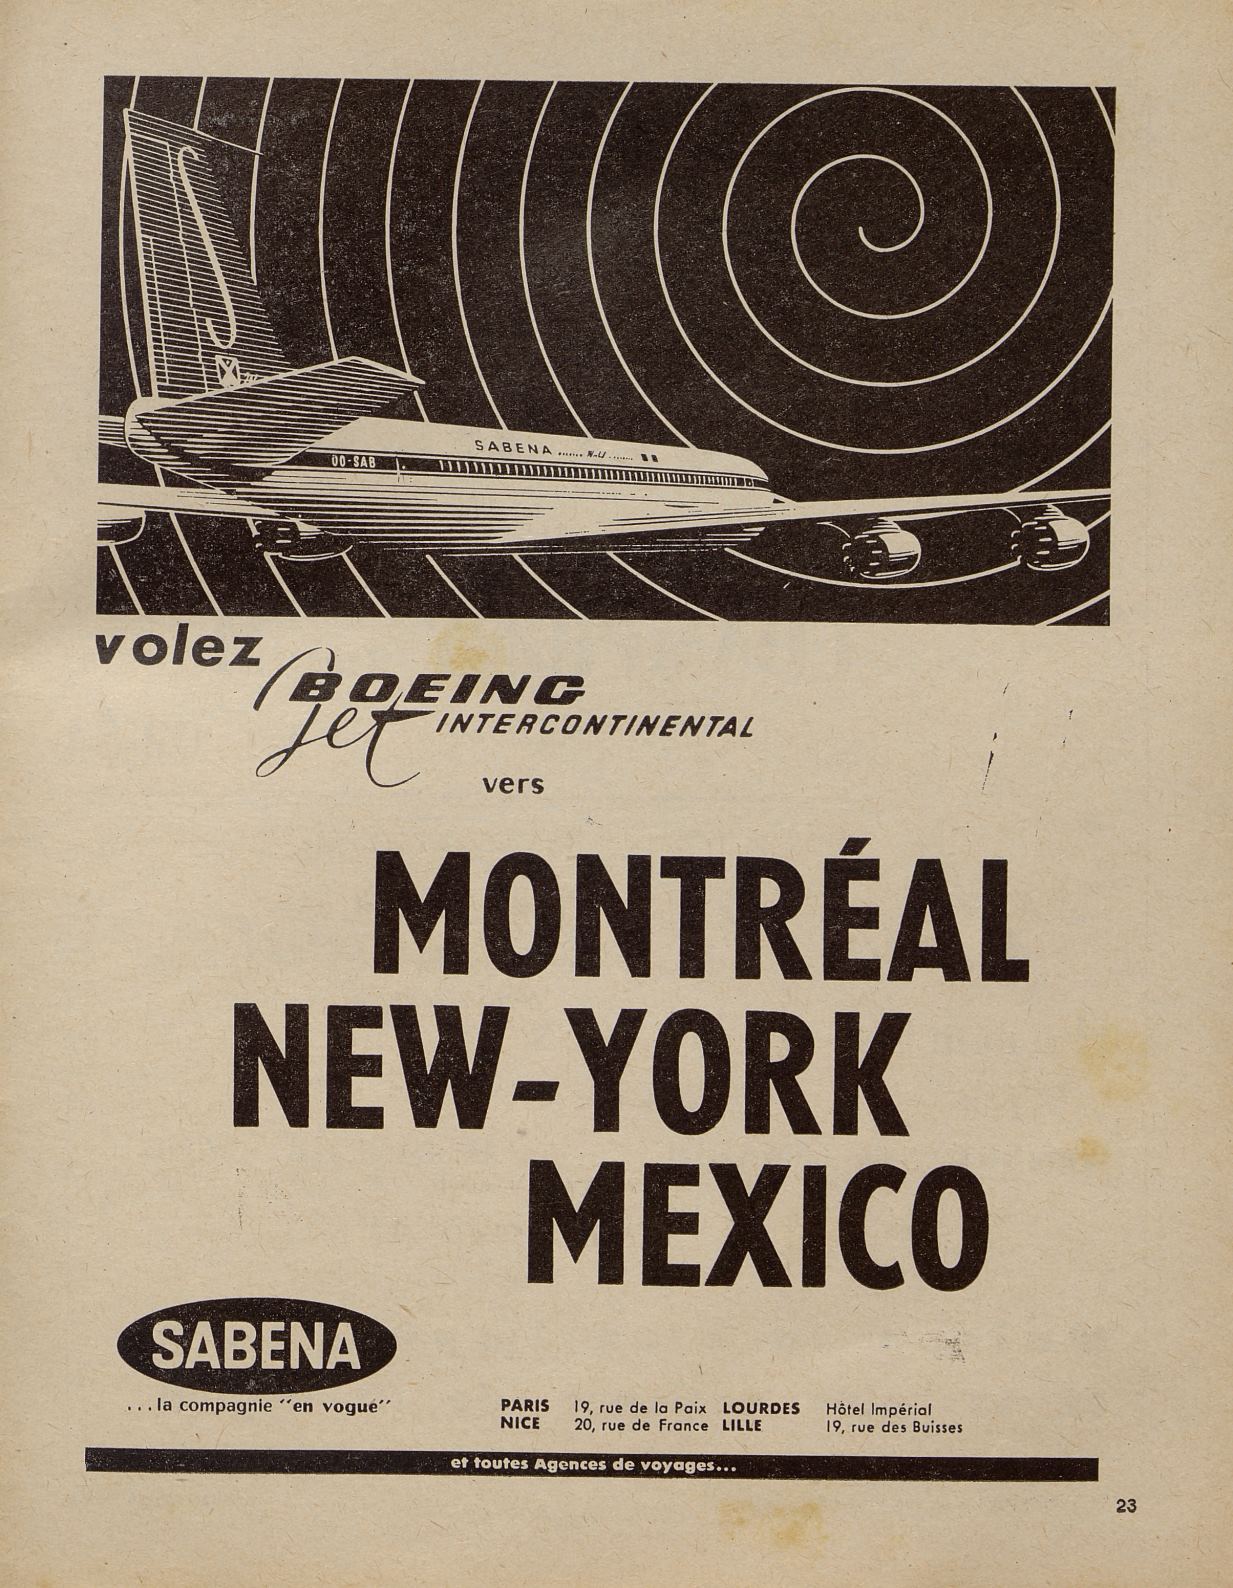 SABENA
OO-SAB
volez
BOEING
jet INTERCONTINENTAL
vers
MONTRÉAL
NEW-YORK
MEXICO
SABENA
...la compagnie "en vogue"
PARIS 19, rue de la Paix LOURDES Hôtel Impérial
NICE 20, rue de France LILLE 19, rue des Buisses
et toutes Agences de voyages...
23